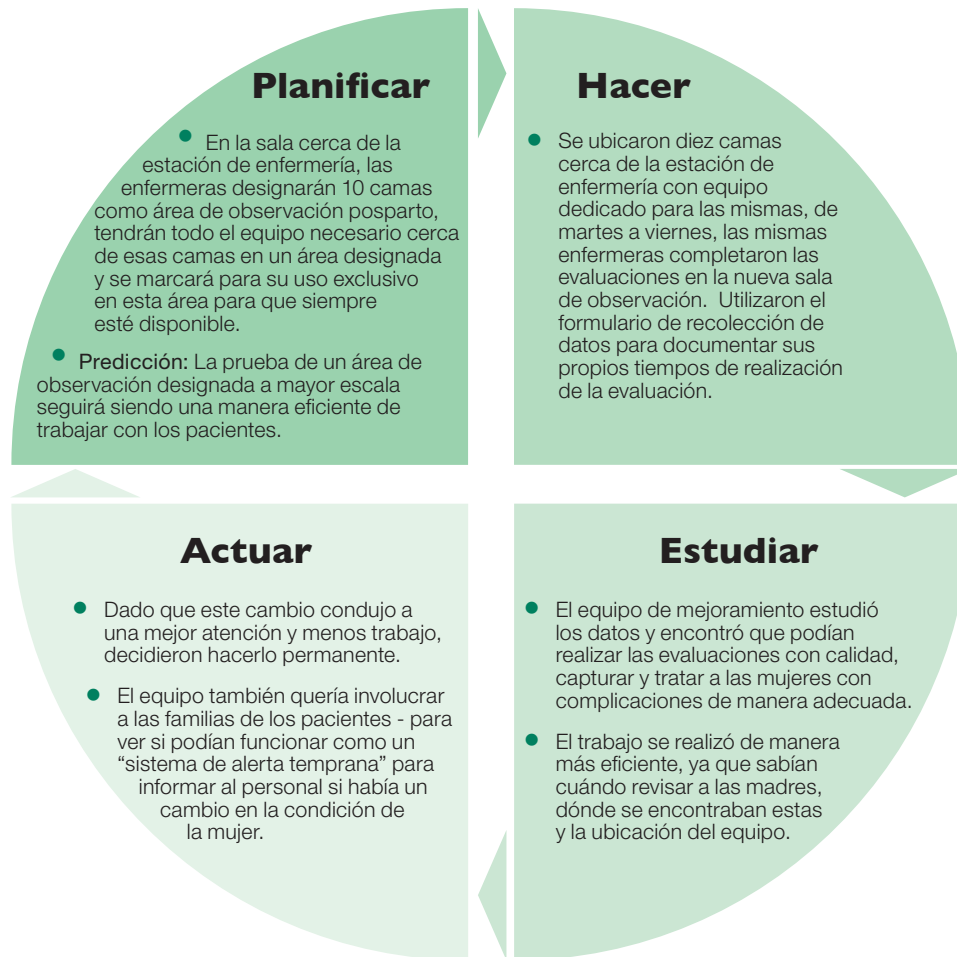 Planificar
• En la sala cerca de la
estación de enfermería, las
enfermeras designarán 10 camas
como área de observación posparto,
tendrán todo el equipo necesario cerca
de esas camas en un área designada
y se marcará para su uso exclusivo
en esta área para que siempre
esté disponible.
• Predicción: La prueba de un área de
observación designada a mayor escala
seguirá siendo una manera eficiente de
trabajar con los pacientes.
Hacer
• Se ubicaron diez camas
cerca de la estación de
enfermería con equipo
dedicado para las mismas, de
martes a viernes, las mismas
enfermeras completaron las
evaluaciones en la nueva sala
de observación. Utilizaron el
formulario de recolección de
datos para documentar sus
propios tiempos de realización
de la evaluación.
Actuar
• Dado que este cambio condujo a
una mejor atención y menos trabajo,
decidieron hacerlo permanente.
• El equipo también quería involucrar
a las familias de los pacientes - para
ver si podían funcionar como un
“sistema de alerta temprana” para
informar al personal si había un
cambio en la condición de
la mujer.
Estudiar
• El equipo de mejoramiento estudió
los datos y encontró que podían
realizar las evaluaciones con calidad,
capturar y tratar a las mujeres con
complicaciones de manera adecuada.
• El trabajo se realizó de manera
más eficiente, ya que sabían
cuándo revisar a las madres,
dónde se encontraban estas
y la ubicación del equipo.